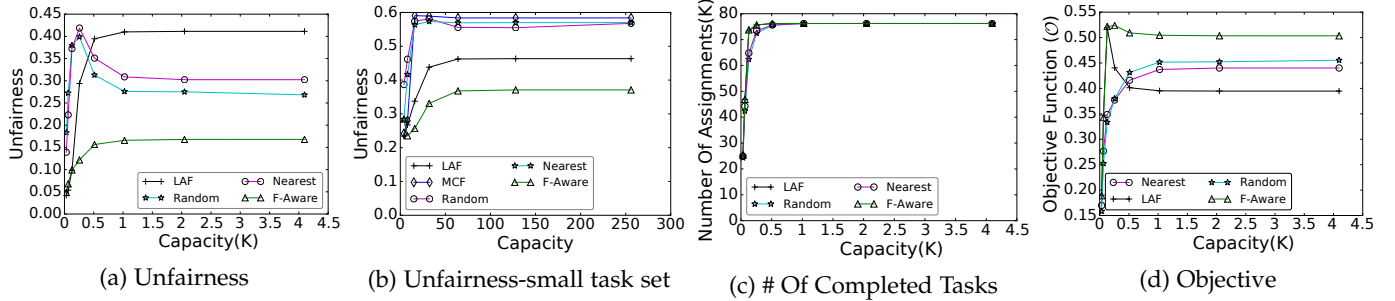 Unfairness
0.45
0.40
0.35
0.30
0.25
0.20
0.15
0.10
0.05
0.00
0.0 0.5 1.0 1.5 2.0 2.5 3.0 3.5 4.0 4.5
Capacity(K)
LAF
Random
Nearest
F-Aware
(a) Unfairness
Unfairness
0.6
0.5
0.4
0.3
0.2
0.1
0.0
0 50 100 150 200 250 300
Capacity
LAF
MCF
Random
Nearest
F-Aware
(b) Unfairness-small task set
Number Of Assignments(K)
80
70
60
50
40
30
20
10
0
0.0 0.5 1.0 1.5 2.0 2.5 3.0 3.5 4.0 4.5
Capacity(K)
LAF
Random
Nearest
F-Aware
(c) # Of Completed Tasks
Objective Function (𝒪)
0.55
0.50
0.45
0.40
0.35
0.30
0.25
0.20
0.15
0.0 0.5 1.0 1.5 2.0 2.5 3.0 3.5 4.0 4.5
Capacity(K)
Nearest
LAF
Random
F-Aware
(d) Objective